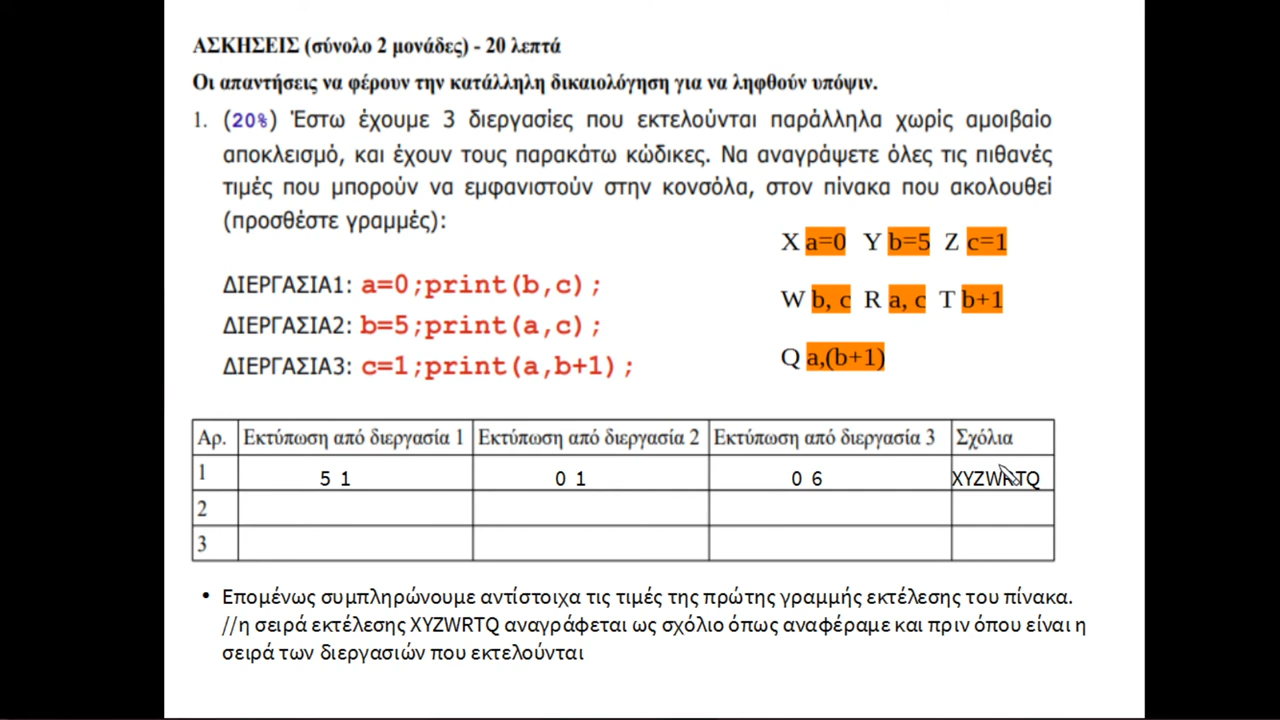 ΑΣΚΗΣΕΙΣ (σύνολο 2 μονάδες) - 20 λεπτά
Οι απαντήσεις να φέρουν την κατάλληλη δικαιολόγηση για να ληφθούν υπόψιν.
1. (20%) Έστω έχουμε 3 διεργασίες που εκτελούνται παράλληλα χωρίς αμοιβαίο
αποκλεισμό, και έχουν τους παρακάτω κώδικες. Να αναγράψετε όλες τις πιθανές
τιμές που μπορούν να εμφανιστούν στην κονσόλα, στον πίνακα που ακολουθεί
(προσθέστε γραμμές):
X a=0 Y b=5 Z c=1
ΔΙΕΡΓΑΣΙΑ1: a=0;print(b,c);
W b, c R a, c T b+1
ΔΙΕΡΓΑΣΙΑ2: b=5;print(a,c);
Q a,(b+1)
ΔΙΕΡΓΑΣΙΑ3: c=1;print(a,b+1);
Αρ. Εκτύπωση από διεργασία 1 Εκτύπωση από διεργασία 2 Εκτύπωση από διεργασία 3 Σχόλια
1 5 1 0 1 0 6 XYZWRTQ
2
3
• Επομένως συμπληρώνουμε αντίστοιχα τις τιμές της πρώτης γραμμής εκτέλεσης του πίνακα.
//η σειρά εκτέλεσης XYZWRTQ αναγράφεται ως σχόλιο όπως αναφέραμε και πριν όπου είναι η
σειρά των διεργασιών που εκτελούνται